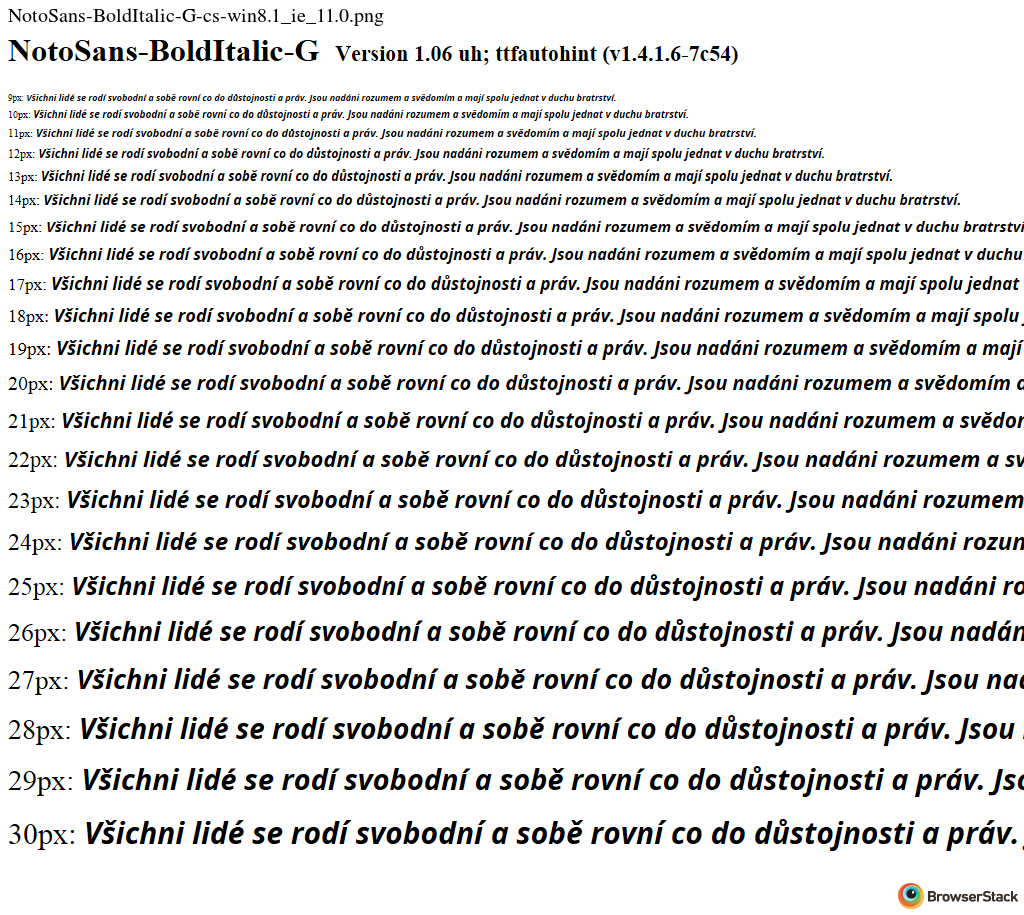 NotoSans-BoldItalic-G-cs-win8.1_ie_11.0.png
NotoSans-BoldItalic-G Version 1.06 uh; ttfautohint (v1.4.1.6-7c54)
9px: Všichni lidé se rodí svobodní a sobě rovní co do důstojnosti a práv. Jsou nadáni rozumem a svědomím a mají spolu jednat v duchu bratrství.
10px: Všichni lidé se rodí svobodní a sobě rovní co do důstojnosti a práv. Jsou nadáni rozumem a svědomím a mají spolu jednat v duchu bratrství.
11px: Všichni lidé se rodí svobodní a sobě rovní co do důstojnosti a práv. Jsou nadáni rozumem a svědomím a mají spolu jednat v duchu bratrství.
12px: Všichni lidé se rodí svobodní a sobě rovní co do důstojnosti a práv. Jsou nadáni rozumem a svědomím a mají spolu jednat v duchu bratrství.
13px: Všichni lidé se rodí svobodní a sobě rovní co do důstojnosti a práv. Jsou nadáni rozumem a svědomím a mají spolu jednat v duchu bratrství.
14px: Všichni lidé se rodí svobodní a sobě rovní co do důstojnosti a práv. Jsou nadáni rozumem a svědomím a mají spolu jednat v duchu bratrství.
15px: Všichni lidé se rodí svobodní a sobě rovní co do důstojnosti a práv. Jsou nadáni rozumem a svědomím a mají spolu jednat v duchu bratrství
16px: Všichni lidé se rodí svobodní a sobě rovní co do důstojnosti a práv. Jsou nadáni rozumem a svědomím a mají spolu jednat v duchu
17px: Všichni lidé se rodí svobodní a sobě rovní co do důstojnosti a práv. Jsou nadáni rozumem a svědomím a mají spolu jednat
18px: Všichni lidé se rodí svobodní a sobě rovní co do důstojnosti a práv. Jsou nadáni rozumem a svědomím a mají spolu
19px: Všichni lidé se rodí svobodní a sobě rovní co do důstojnosti a práv. Jsou nadáni rozumem a svědomím a mají
20px: Všichni lidé se rodí svobodní a sobě rovní co do důstojnosti a práv. Jsou nadáni rozumem a svědomím a
21px: Všichni lidé se rodí svobodní a sobě rovní co do důstojnosti a práv. Jsou nadáni rozumem a svědom
22px: Všichni lidé se rodí svobodní a sobě rovní co do důstojnosti a práv. Jsou nadáni rozumem a sv
23px: Všichni lidé se rodí svobodní a sobě rovní co do důstojnosti a práv. Jsou nadáni rozumem
24px: Všichni lidé se rodí svobodní a sobě rovní co do důstojnosti a práv. Jsou nadáni rozum
25px: Všichni lidé se rodí svobodní a sobě rovní co do důstojnosti a práv. Jsou nadáni ro
26px: Všichni lidé se rodí svobodní a sobě rovní co do důstojnosti a práv. Jsou nadán
27px: Všichni lidé se rodí svobodní a sobě rovní co do důstojnosti a práv. Jsou nad
28px: Všichni lidé se rodí svobodní a sobě rovní co do důstojnosti a práv. Jsou
29px: Všichni lidé se rodí svobodní a sobě rovní co do důstojnosti a práv. Jso
30px: Všichni lidé se rodí svobodní a sobě rovní co do důstojnosti a práv.
BrowserStack